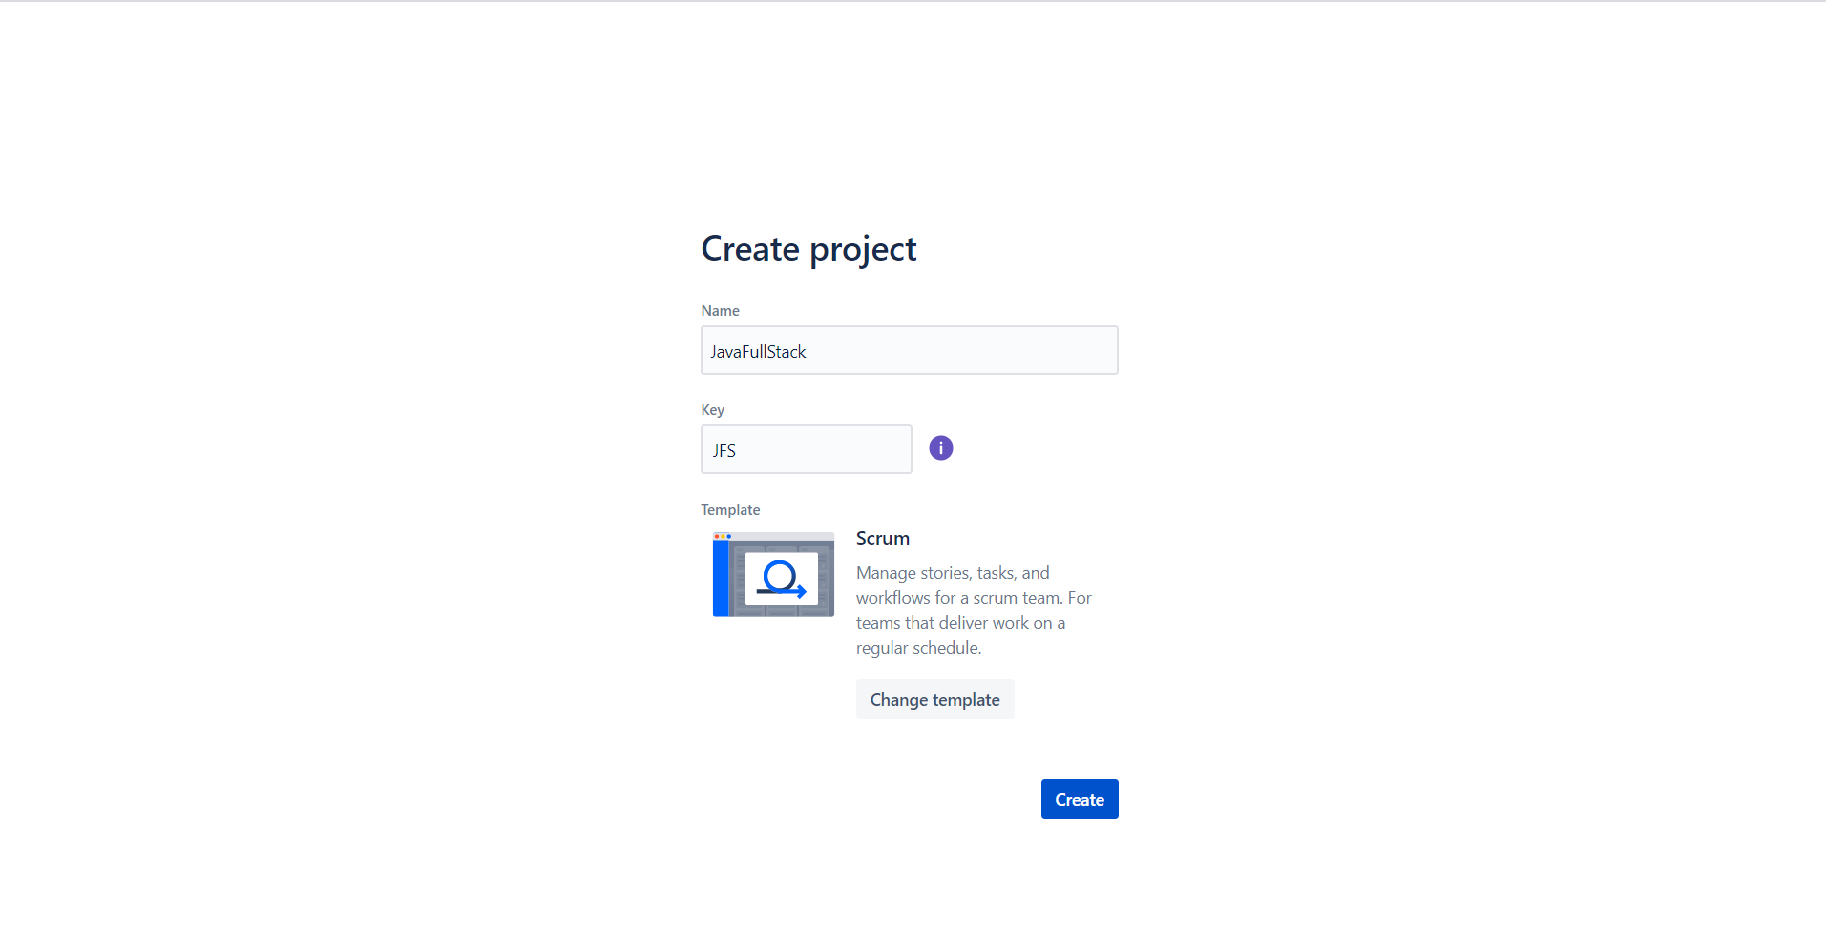 Create project
Name
JavaFullStack
Key
JFS
i
Template
Scrum
Manage stories, tasks, and
workflows for a scrum team. For
teams that deliver work on a
regular schedule.
Change template
Create